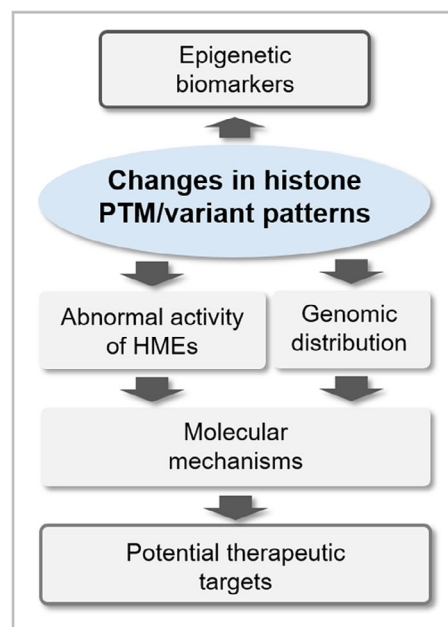 Epigenetic
biomarkers
Changes in histone
PTM/variant patterns
Abnormal activity
of HMEs
Genomic
distribution
Molecular
mechanisms
Potential therapeutic
targets